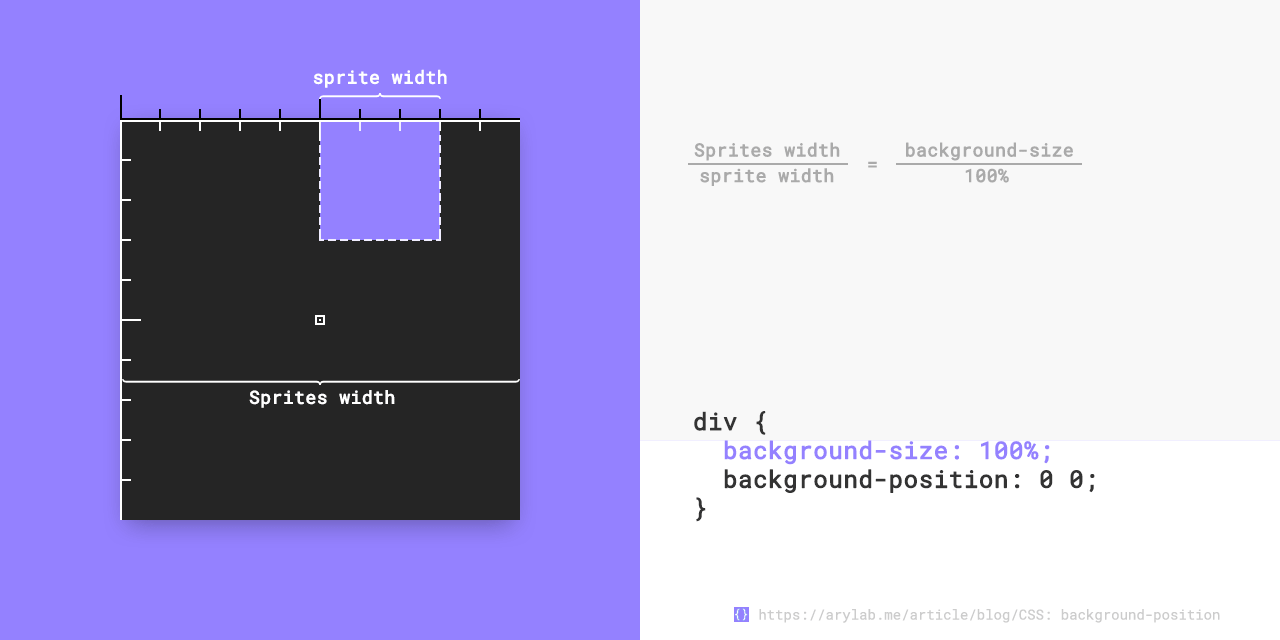 sprite width
Sprites width
Sprites width = background-size
sprite width 100%
div {
background-size: 100%;
background-position: 0 0;
}
{} https://arylab.me/article/blog/CSS: background-position